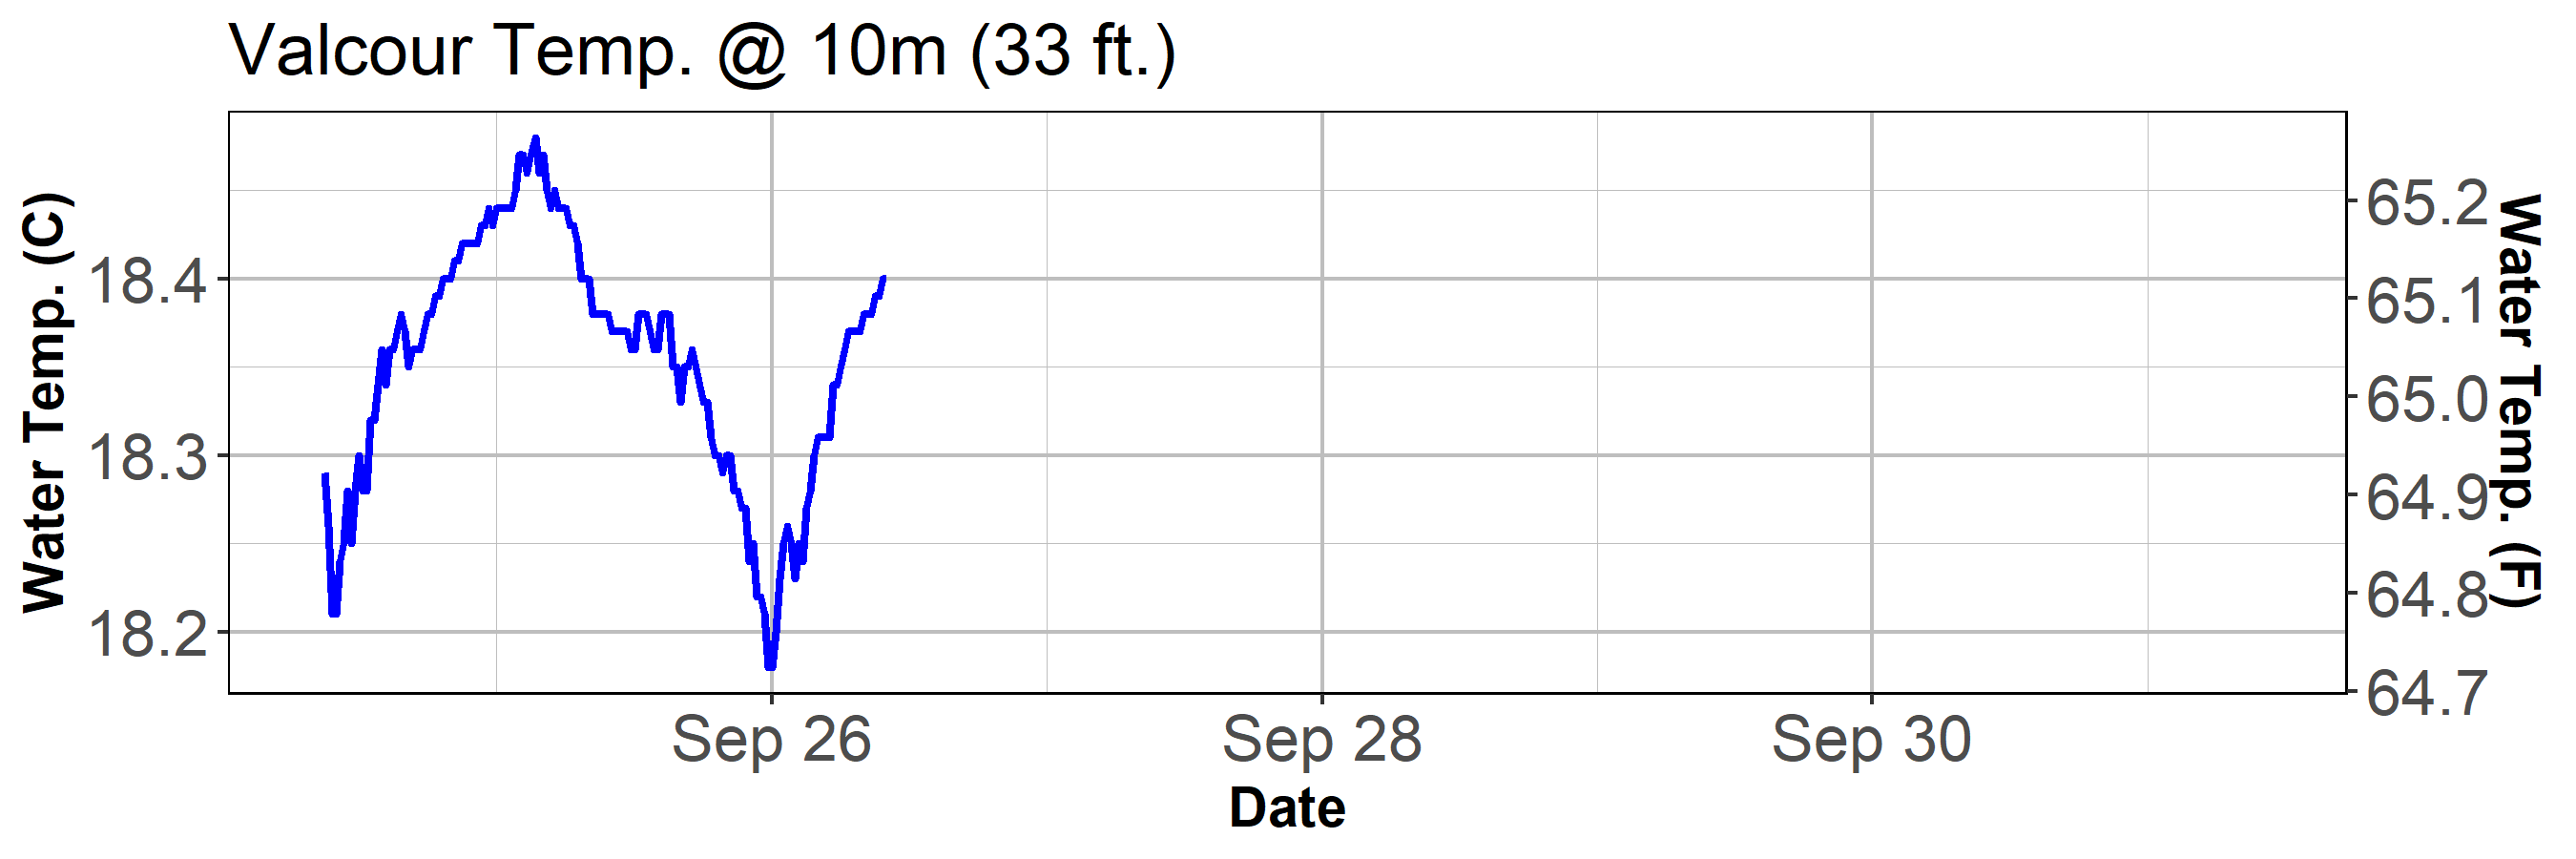 Valcour Temp. @ 10m (33 ft.)
Water Temp. (C)
18.4
18.3
18.2
65.2
65.1
65.0
64.9
64.8
64.7
Water Temp. (F)
Sep 26 Sep 28 Sep 30
Date